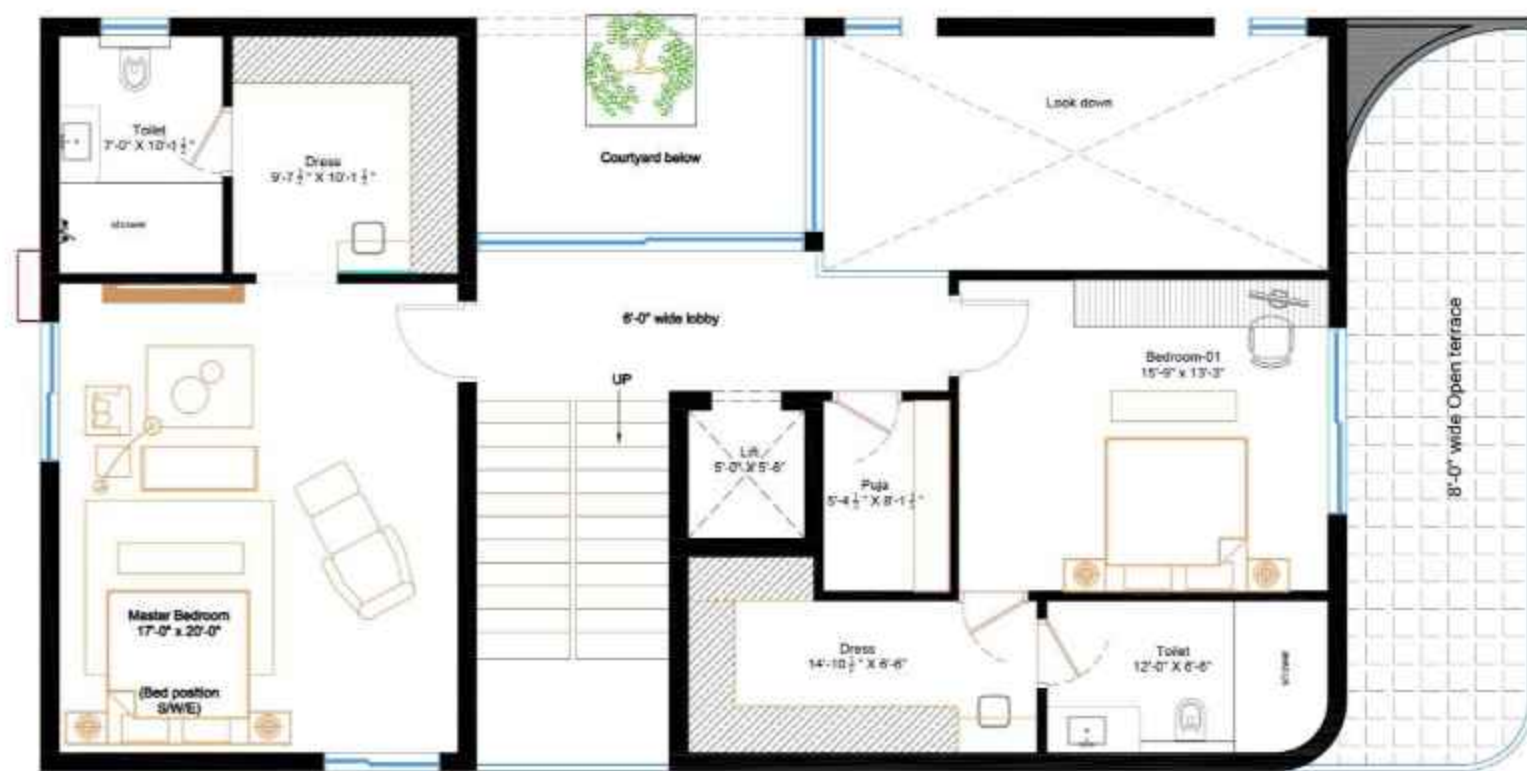 Toilet
7'-0" X 10'-1 1/2"
shower
Dress
9'-7 1/2" X 10'-1 1/2"
Courtyard below
Look down
6'-0" wide lobby
UP
Bedroom-01
15'-9" x 13'-3"
8'-0" wide Open terrace
Lift
5'-0" X 5'-6"
Puja
5'-4 1/2" X 8'-1 1/2"
Master Bedroom
17'-0" x 20'-0"
(Bed position
S/W/E)
Dress
14'-10 1/2" X 6'-6"
Toilet
12'-0" X 6'-6"